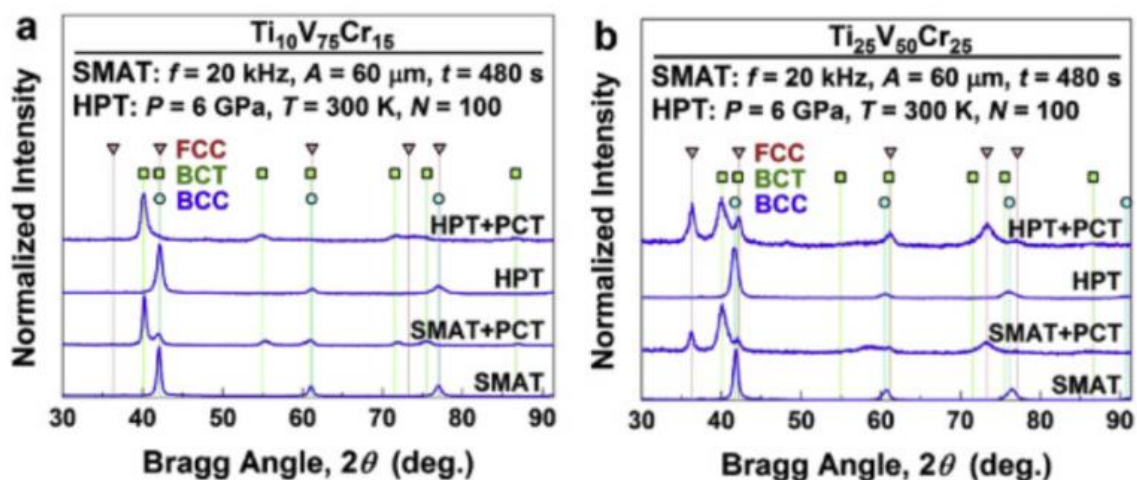 a
Ti10V75Cr15
SMAT: f = 20 kHz, A = 60 μm, t = 480 s
HPT: P = 6 GPa, T = 300 K, N = 100
FCC
BCT
BCC
HPT+PCT
HPT
SMAT+PCT
SMAT
Normalized Intensity
30 40 50 60 70 80 90
Bragg Angle, 2θ (deg.)
b
Ti25V50Cr25
SMAT: f = 20 kHz, A = 60 μm, t = 480 s
HPT: P = 6 GPa, T = 300 K, N = 100
FCC
BCT
BCC
HPT+PCT
HPT
SMAT+PCT
SMAT
Normalized Intensity
30 40 50 60 70 80 90
Bragg Angle, 2θ (deg.)